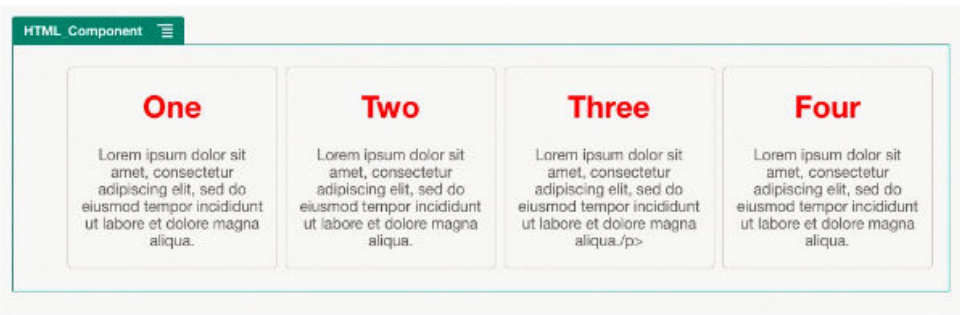 HTML_Component
One
Lorem ipsum dolor sit
amet, consectetur
adipiscing elit, sed do
eiusmod tempor incididunt
ut labore et dolore magna
aliqua.
Two
Lorem ipsum dolor sit
amet, consectetur
adipiscing elit, sed do
eiusmod tempor incididunt
ut labore et dolore magna
aliqua.
Three
Lorem ipsum dolor sit
amet, consectetur
adipiscing elit, sed do
eiusmod tempor incididunt
ut labore et dolore magna
aliqua./p>
Four
Lorem ipsum dolor sit
amet, consectetur
adipiscing elit, sed do
eiusmod tempor incididunt
ut labore et dolore magna
aliqua.